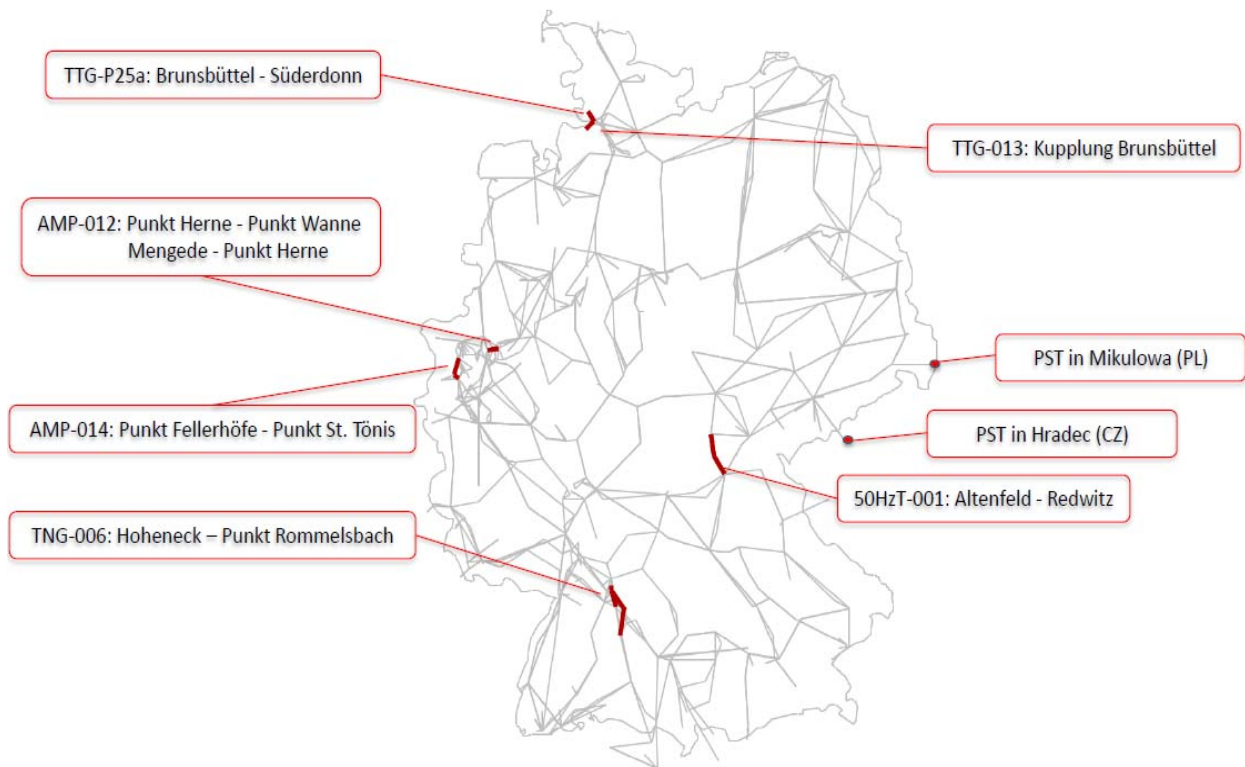 TTG-P25a: Brunsbüttel - Süderdonn
TTG-013: Kupplung Brunsbüttel
AMP-012: Punkt Herne - Punkt Wanne
Mengede - Punkt Herne
PST in Mikulowa (PL)
AMP-014: Punkt Fellerhöfe - Punkt St. Tönis
PST in Hradec (CZ)
50HzT-001: Altenfeld - Redwitz
TNG-006: Hoheneck – Punkt Rommelsbach